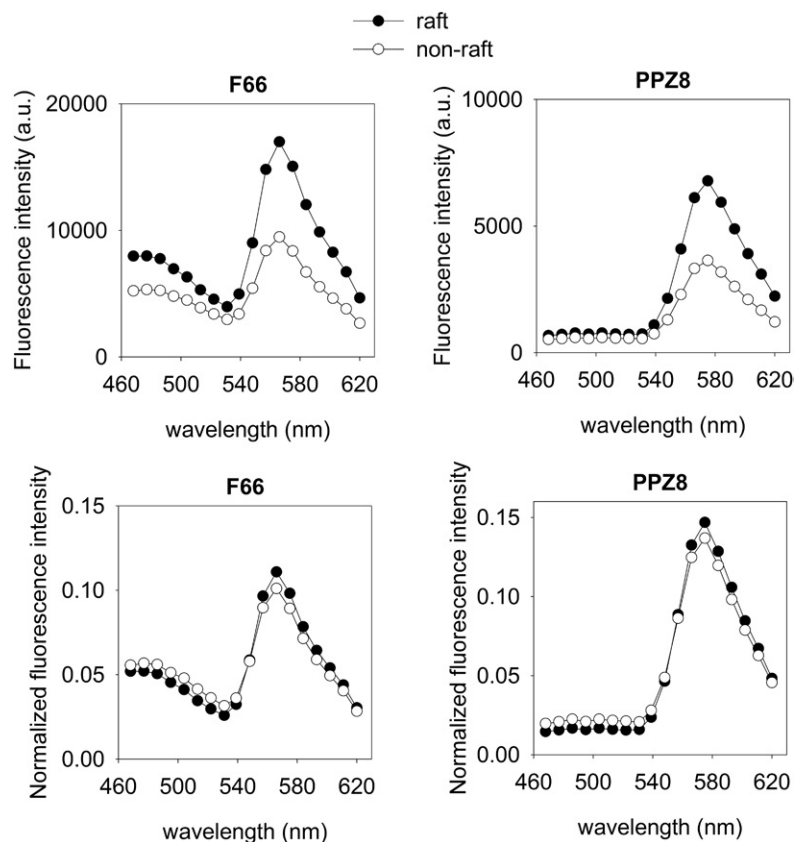 raft
non-raft
F66
Fluorescence intensity (a.u.)
20000
10000
0
460 500 540 580 620
wavelength (nm)
PPZ8
Fluorescence intensity (a.u.)
10000
5000
0
460 500 540 580 620
wavelength (nm)
F66
Normalized fluorescence intensity
0.15
0.10
0.05
0.00
460 500 540 580 620
wavelength (nm)
PPZ8
Normalized fluorescence intensity
0.15
0.10
0.05
0.00
460 500 540 580 620
wavelength (nm)